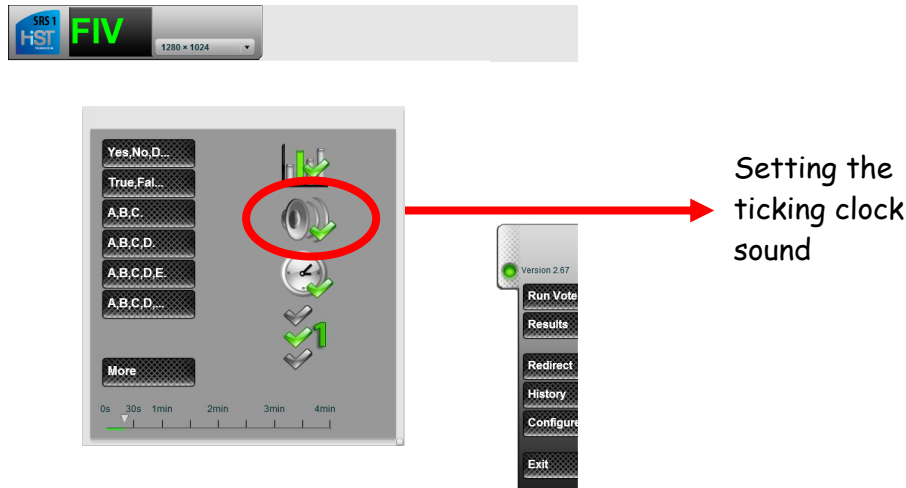 SRS 1
HiST
FIV
1280 × 1024
Yes,No,D...
True,Fal...
A,B,C.
A,B,C,D.
A,B,C,D,E.
A,B,C,D,...
More
0s 30s 1min 2min 3min 4min
1
Setting the
ticking clock
sound
Version 2.67
Run Vote
Results
Redirect
History
Configure
Exit